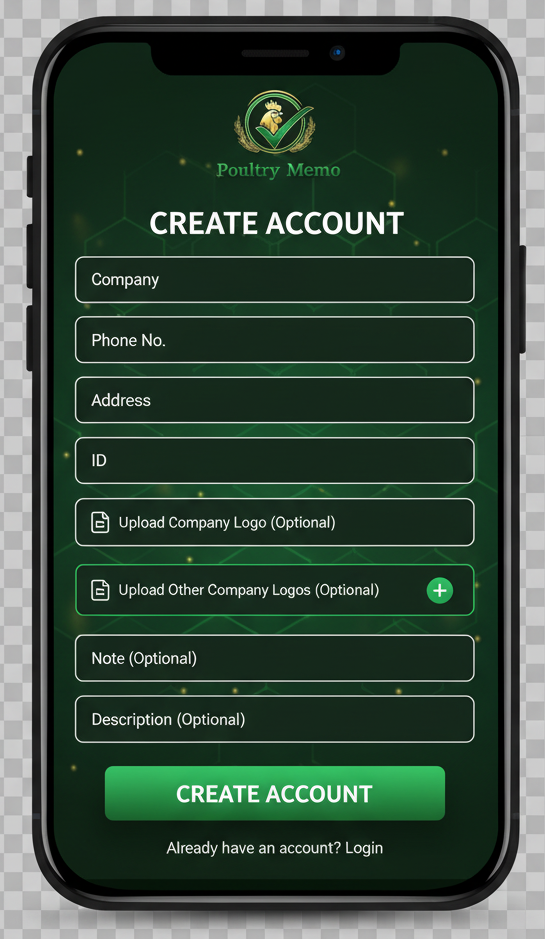 Poultry Memo
CREATE ACCOUNT
Company
Phone No.
Address
ID
Upload Company Logo (Optional)
Upload Other Company Logos (Optional)
Note (Optional)
Description (Optional)
CREATE ACCOUNT
Already have an account? Login